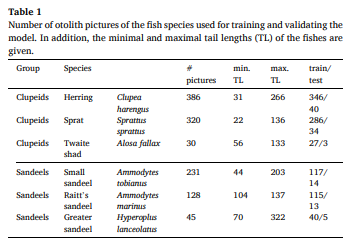 Table 1
Number of otolith pictures of the fish species used for training and validating the
model. In addition, the minimal and maximal tail lengths (TL) of the fishes are
given.
Group Species # pictures min. TL max. TL train/ test
Clupeids Herring Clupea harengus 386 31 266 346/ 40
Clupeids Sprat Sprattus sprattus 320 22 136 286/ 34
Clupeids Twaite shad Alosa fallax 30 56 133 27/3
Sandeels Small sandeel Ammodytes tobianus 231 44 203 117/ 14
Sandeels Raitt's sandeel Ammodytes marinus 128 104 137 115/ 13
Sandeels Greater sandeel Hyperoplus lanceolatus 45 70 322 40/5